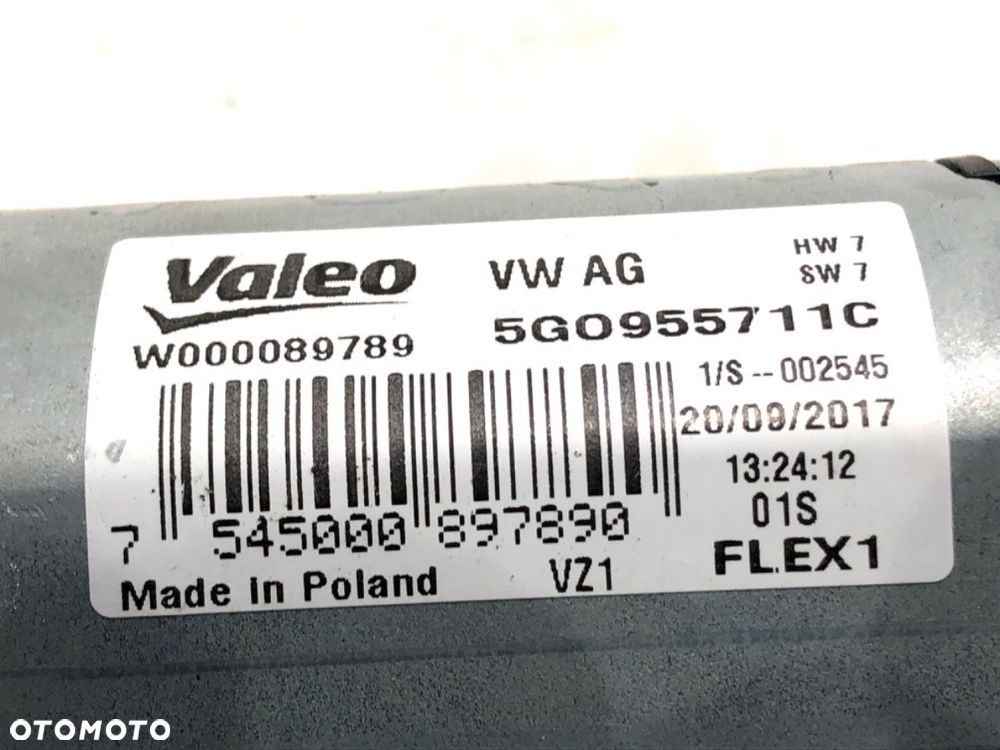 Valeo
VW AG
HW 7
SW 7
W000089789
5G0955711C
1/S--002545
20/09/2017
13:24:12
01S
7 545000 897890
Made in Poland
VZ1
FLEX1
OTOMOTO